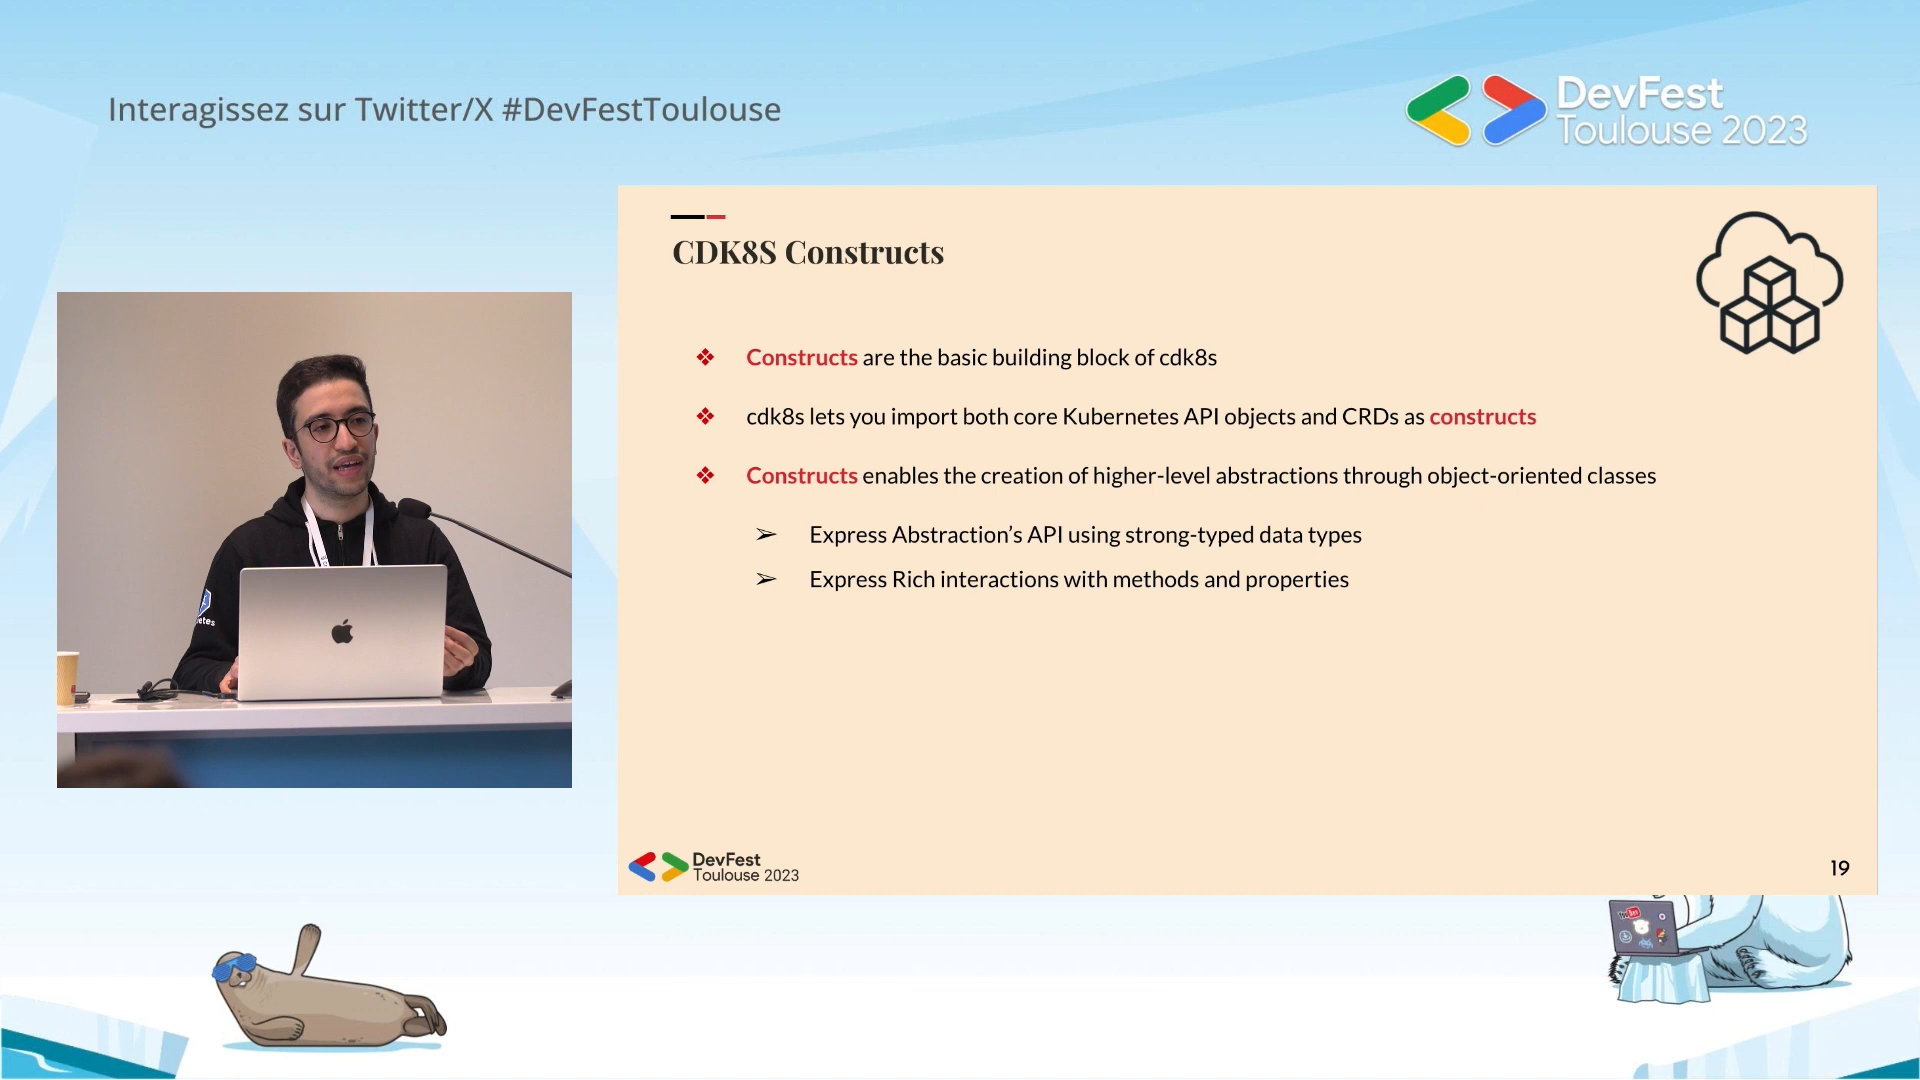 Interagissez sur Twitter/X #DevFestToulouse
DevFest
Toulouse 2023
CDK8S Constructs
Constructs are the basic building block of cdk8s
cdk8s lets you import both core Kubernetes API objects and CRDs as constructs
Constructs enables the creation of higher-level abstractions through object-oriented classes
Express Abstraction’s API using strong-typed data types
Express Rich interactions with methods and properties
etes
DevFest
Toulouse 2023
19